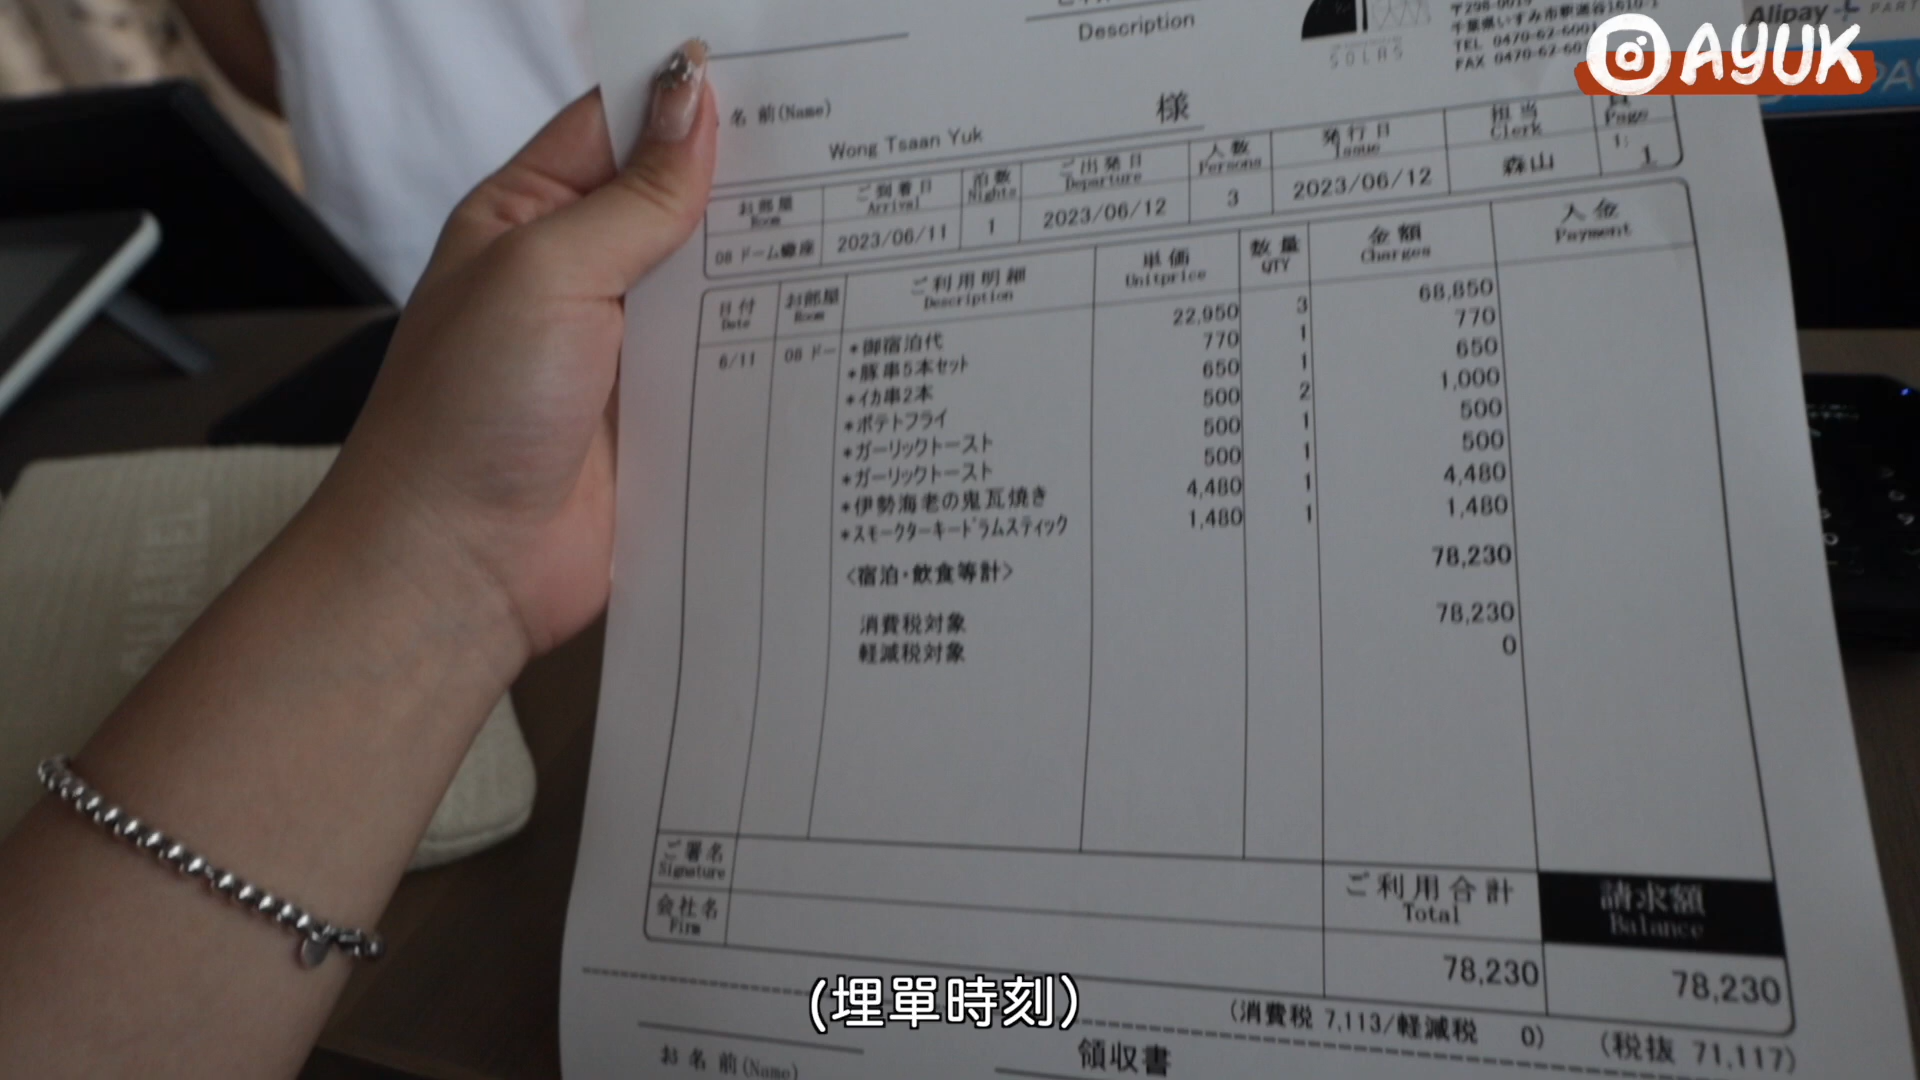 Description
SOLAS
TEL 0470-62-6001
FAX 0470-62-60
Alipay+ PART
AYUK
名前(Name)
Wong Tsaan Yuk 様
お部屋 Room ご到着日 Arrival 泊数 Nights ご出発日 Departure 人数 Persons 発行日 Issue 担当 Clerk 頁 Page
08 ドーム 2023/06/11 1 2023/06/12 3 2023/06/12 森山 1
日付 Date お部屋 Room ご利用明細 Description 単価 Unitprice 数量 QTY 金額 Charges 入金 Payment
6/11 08 ドー *御宿泊代 22,950 3 68,850
*豚串5本セット 770 1 770
*イカ串2本 650 1 650
*ポテトフライ 500 2 1,000
*ガーリックトースト 500 1 500
*ガーリックトースト 500 1 500
*伊勢海老の鬼瓦焼き 4,480 1 4,480
*スモークターキードラムスティック 1,480 1 1,480
<宿泊・飲食等計> 78,230
消費税対象 78,230
軽減税対象 0
ご署名 Signature
会社名 Firm
ご利用合計 Total 請求額 Balance
78,230 78,230
(消費税 7,113/軽減税 0) (税抜 71,117)
(埋單時刻)
お名前(Name) 領収書